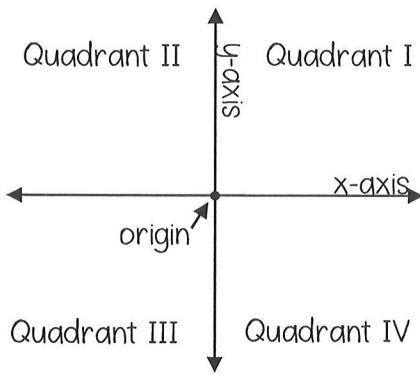 Quadrant II
Quadrant I
y-axis
x-axis
origin
Quadrant III
Quadrant IV